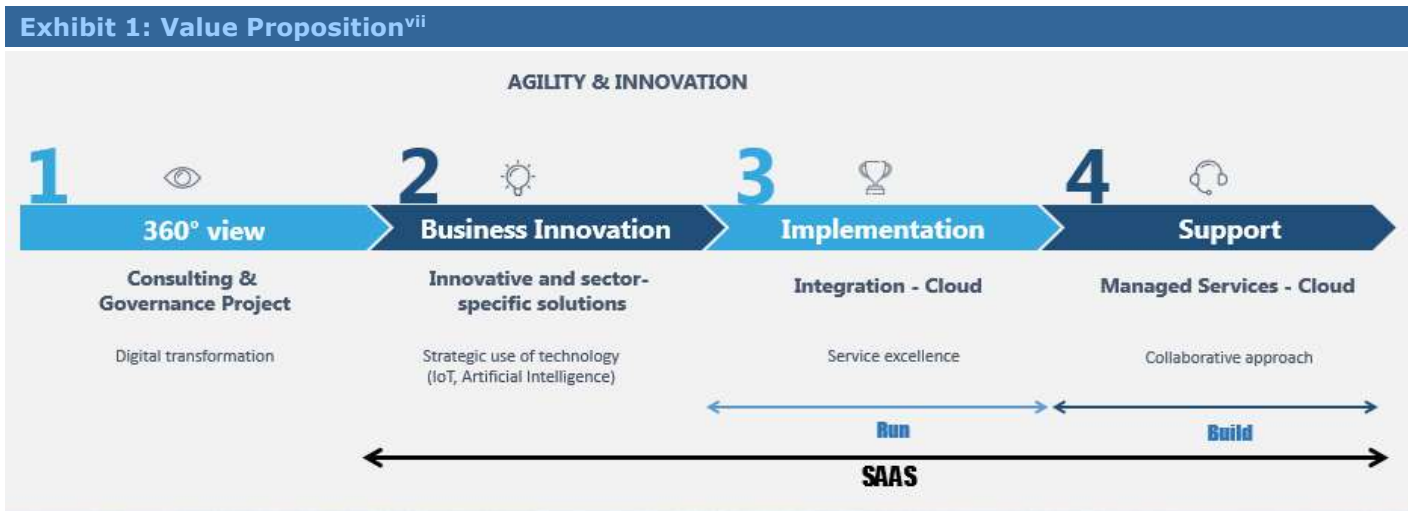 Exhibit 1: Value Proposition^vii
AGILITY & INNOVATION
1
360° view
Consulting &
Governance Project
Digital transformation
2
Business Innovation
Innovative and sector-
specific solutions
Strategic use of technology
(IoT, Artificial Intelligence)
3
Implementation
Integration - Cloud
Service excellence
4
Support
Managed Services - Cloud
Collaborative approach
Run
Build
SAAS